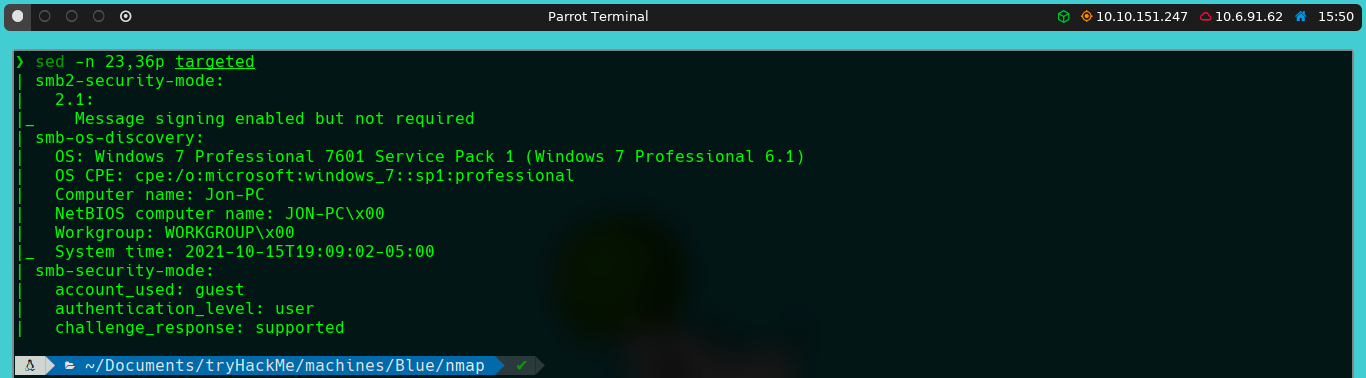 Parrot Terminal 10.10.151.247 10.6.91.62 15:50
❯ sed -n 23,36p targeted
| smb2-security-mode:
|   2.1:
|_    Message signing enabled but not required
| smb-os-discovery:
|   OS: Windows 7 Professional 7601 Service Pack 1 (Windows 7 Professional 6.1)
|   OS CPE: cpe:/o:microsoft:windows_7::sp1:professional
|   Computer name: Jon-PC
|   NetBIOS computer name: JON-PC\x00
|   Workgroup: WORKGROUP\x00
|_  System time: 2021-10-15T19:09:02-05:00
| smb-security-mode:
|   account_used: guest
|   authentication_level: user
|   challenge_response: supported
~/Documents/tryHackMe/machines/Blue/nmap ✔